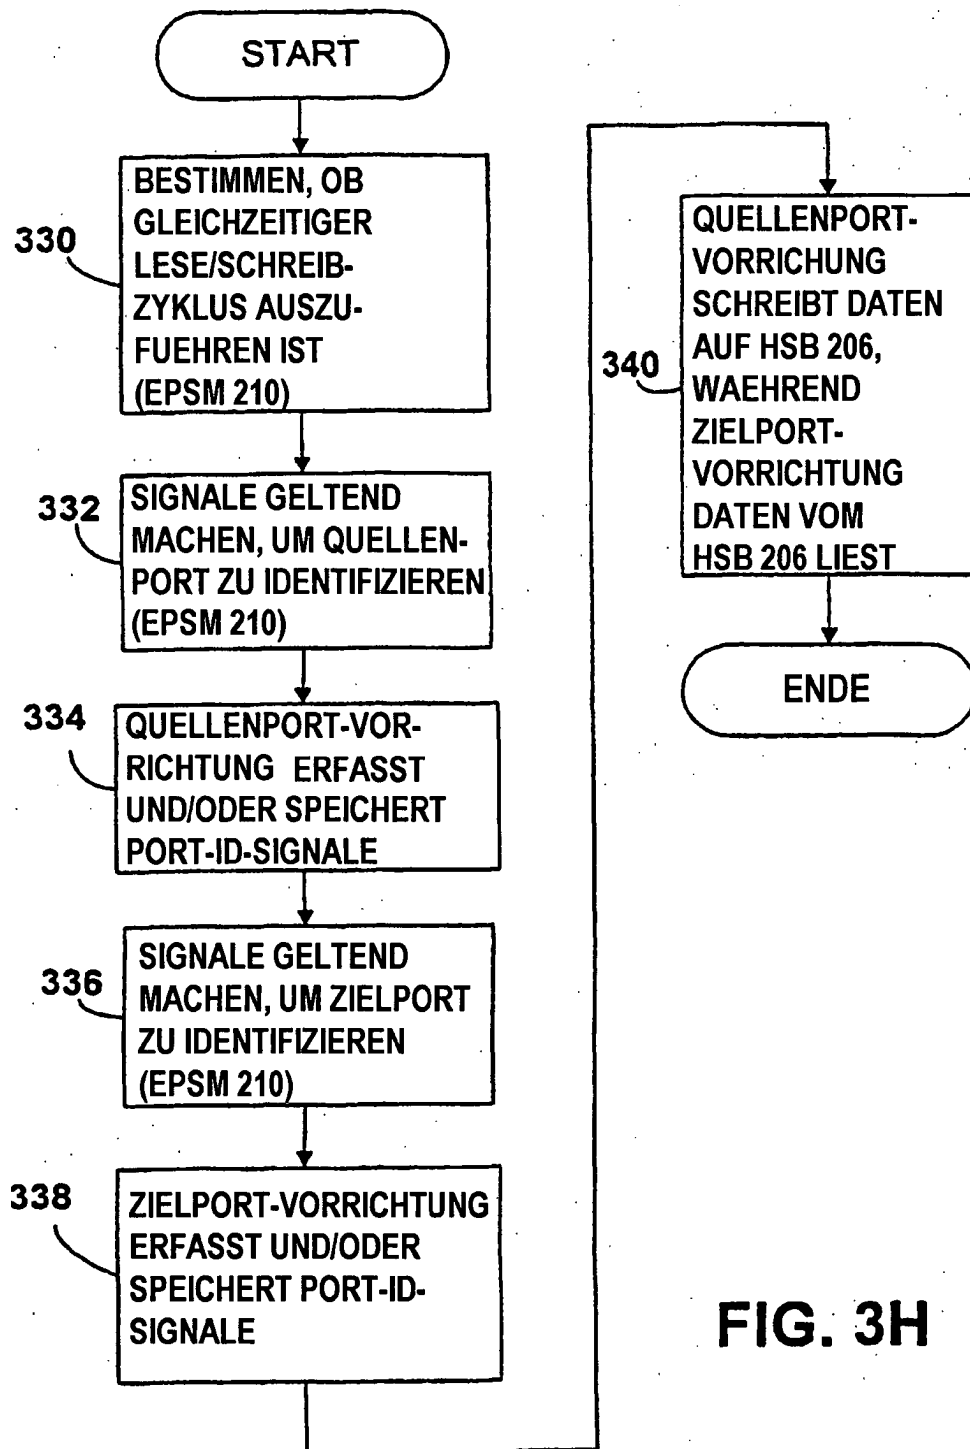 START
330
BESTIMMEN, OB
GLEICHZEITIGER
LESE/SCHREIB-
ZYKLUS AUSZU-
FUEHREN IST
(EPSM 210)
332
SIGNALE GELTEND
MACHEN, UM QUELLEN-
PORT ZU IDENTIFIZIEREN
(EPSM 210)
334
QUELLENPORT-VOR-
RICHTUNG ERFASST
UND/ODER SPEICHERT
PORT-ID-SIGNALE
336
SIGNALE GELTEND
MACHEN, UM ZIELPORT
ZU IDENTIFIZIEREN
(EPSM 210)
338
ZIELPORT-VORRICHTUNG
ERFASST UND/ODER
SPEICHERT PORT-ID-
SIGNALE
340
QUELLENPORT-
VORRICHUNG
SCHREIBT DATEN
AUF HSB 206,
WAEHREND
ZIELPORT-
VORRICHTUNG
DATEN VOM
HSB 206 LIEST
ENDE
FIG. 3H